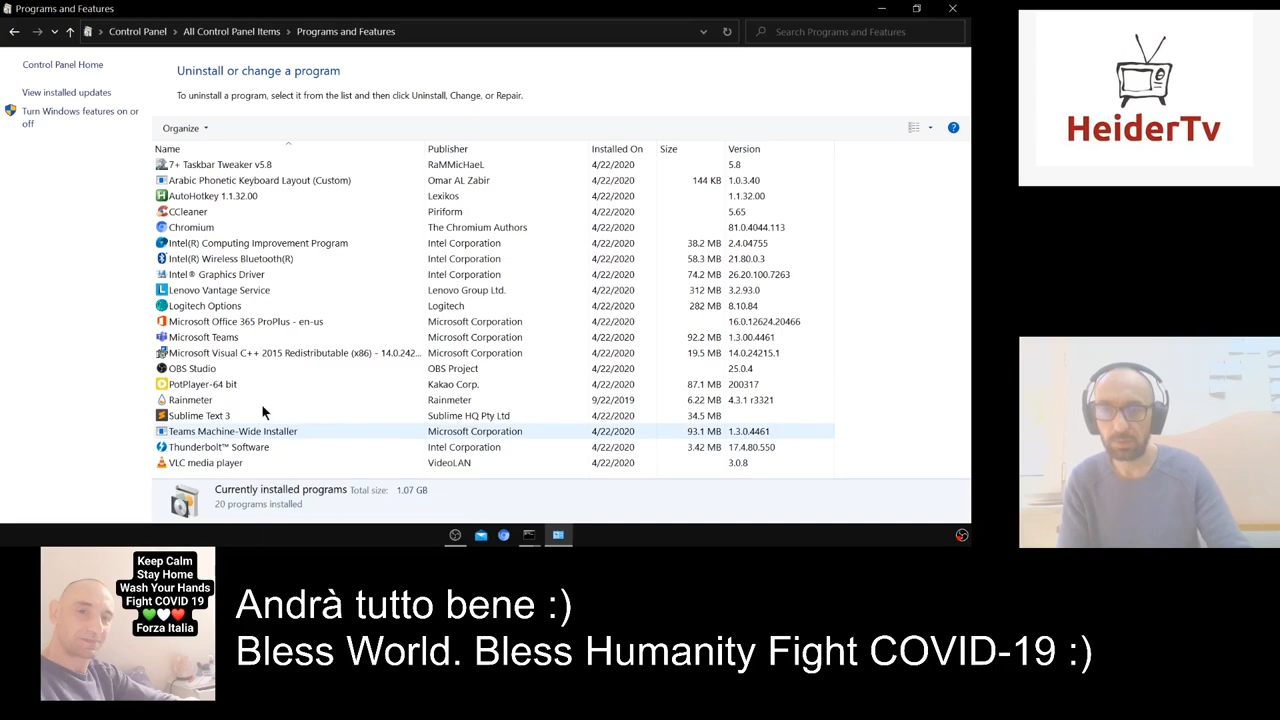 Programs and Features
Control Panel > All Control Panel Items > Programs and Features
Search Programs and Features
Control Panel Home
View installed updates
Turn Windows features on or
off
Uninstall or change a program
To uninstall a program, select it from the list and then click Uninstall, Change, or Repair.
Organize
Name Publisher Installed On Size Version
7+ Taskbar Tweaker v5.8 RaMMicHaeL 4/22/2020 5.8
Arabic Phonetic Keyboard Layout (Custom) Omar AL Zabir 4/22/2020 144 KB 1.0.3.40
AutoHotkey 1.1.32.00 Lexikos 4/22/2020 1.1.32.00
CCleaner Piriform 4/22/2020 5.65
Chromium The Chromium Authors 4/22/2020 81.0.4044.113
Intel(R) Computing Improvement Program Intel Corporation 4/22/2020 38.2 MB 2.4.04755
Intel(R) Wireless Bluetooth(R) Intel Corporation 4/22/2020 58.3 MB 21.80.0.3
Intel® Graphics Driver Intel Corporation 4/22/2020 74.2 MB 26.20.100.7263
Lenovo Vantage Service Lenovo Group Ltd. 4/22/2020 312 MB 3.2.93.0
Logitech Options Logitech 4/22/2020 282 MB 8.10.84
Microsoft Office 365 ProPlus - en-us Microsoft Corporation 4/22/2020 16.0.12624.20466
Microsoft Teams Microsoft Corporation 4/22/2020 92.2 MB 1.3.00.4461
Microsoft Visual C++ 2015 Redistributable (x86) - 14.0.242... Microsoft Corporation 4/22/2020 19.5 MB 14.0.24215.1
OBS Studio OBS Project 4/22/2020 25.0.4
PotPlayer-64 bit Kakao Corp. 4/22/2020 87.1 MB 200317
Rainmeter Rainmeter 9/22/2019 6.22 MB 4.3.1 r3321
Sublime Text 3 Sublime HQ Pty Ltd 4/22/2020 34.5 MB
Teams Machine-Wide Installer Microsoft Corporation 4/22/2020 93.1 MB 1.3.0.4461
Thunderbolt™ Software Intel Corporation 4/22/2020 3.42 MB 17.4.80.550
VLC media player VideoLAN 4/22/2020 3.0.8
Currently installed programs Total size: 1.07 GB
20 programs installed
HeiderTv
Keep Calm
Stay Home
Wash Your Hands
Fight COVID 19
💚🤍❤️
Forza Italia
Andrà tutto bene :)
Bless World. Bless Humanity Fight COVID-19 :)